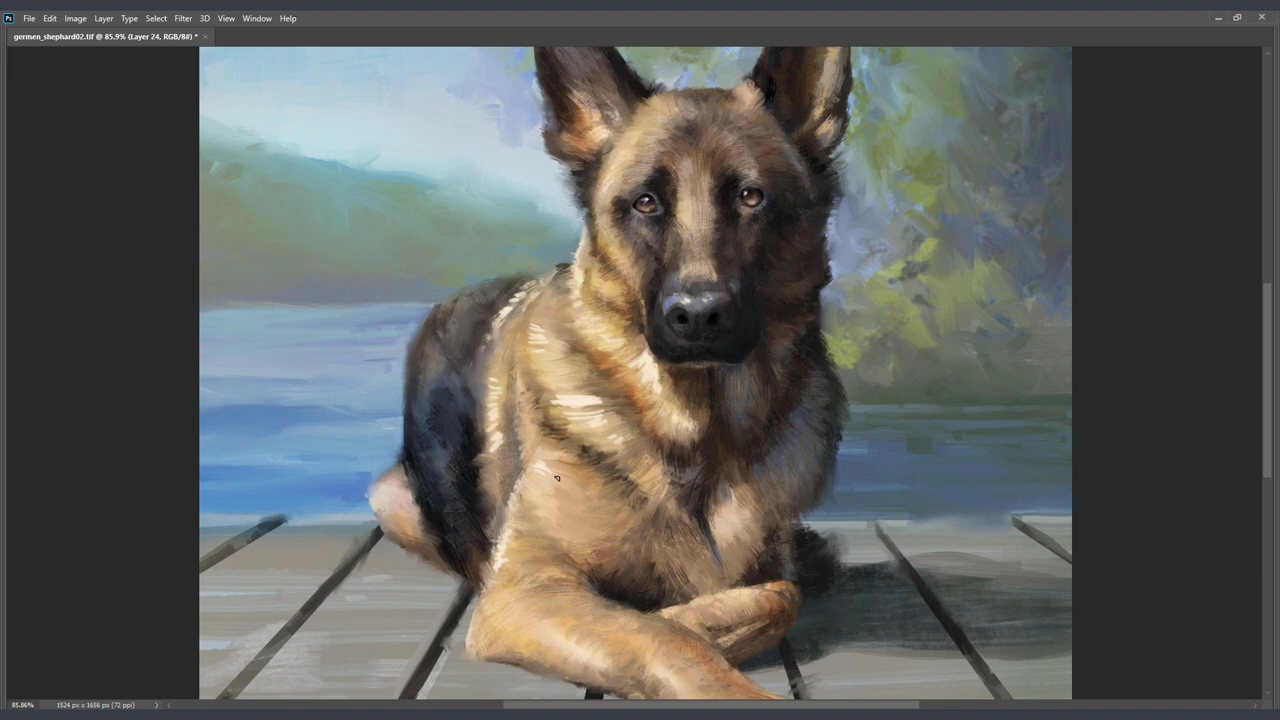 Ps File Edit Image Layer Type Select Filter 3D View Window Help
germen_shephard02.tif @ 85.9% (Layer 24, RGB/8#) * ×
85.86% 1524 px x 1656 px (72 ppi)